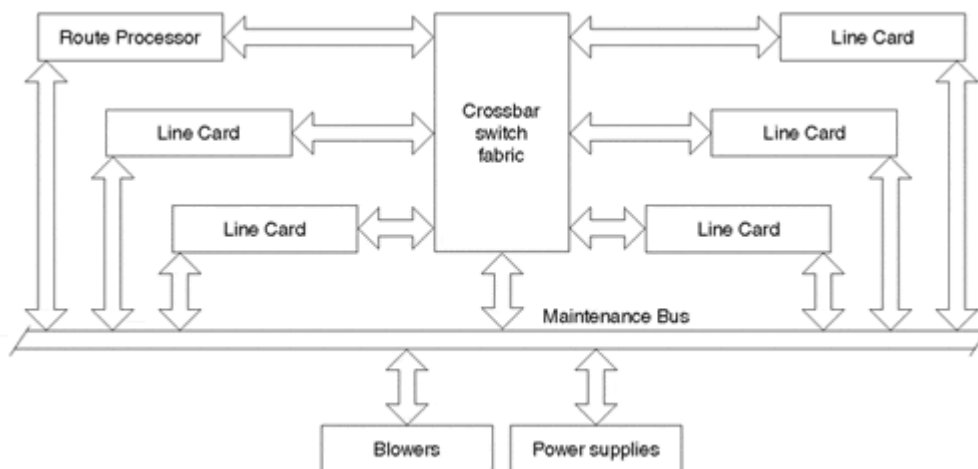 Route Processor
Line Card
Crossbar
switch
fabric
Line Card
Line Card
Line Card
Line Card
Maintenance Bus
Blowers
Power supplies